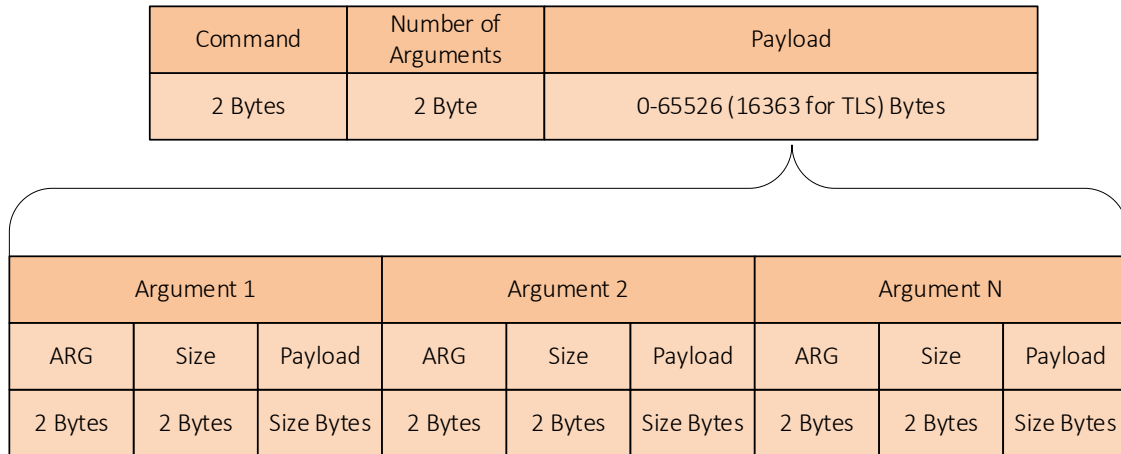 Command Number of Arguments Payload
2 Bytes 2 Byte 0-65526 (16363 for TLS) Bytes
Argument 1 Argument 2 Argument N
ARG Size Payload ARG Size Payload ARG Size Payload
2 Bytes 2 Bytes Size Bytes 2 Bytes 2 Bytes Size Bytes 2 Bytes 2 Bytes Size Bytes